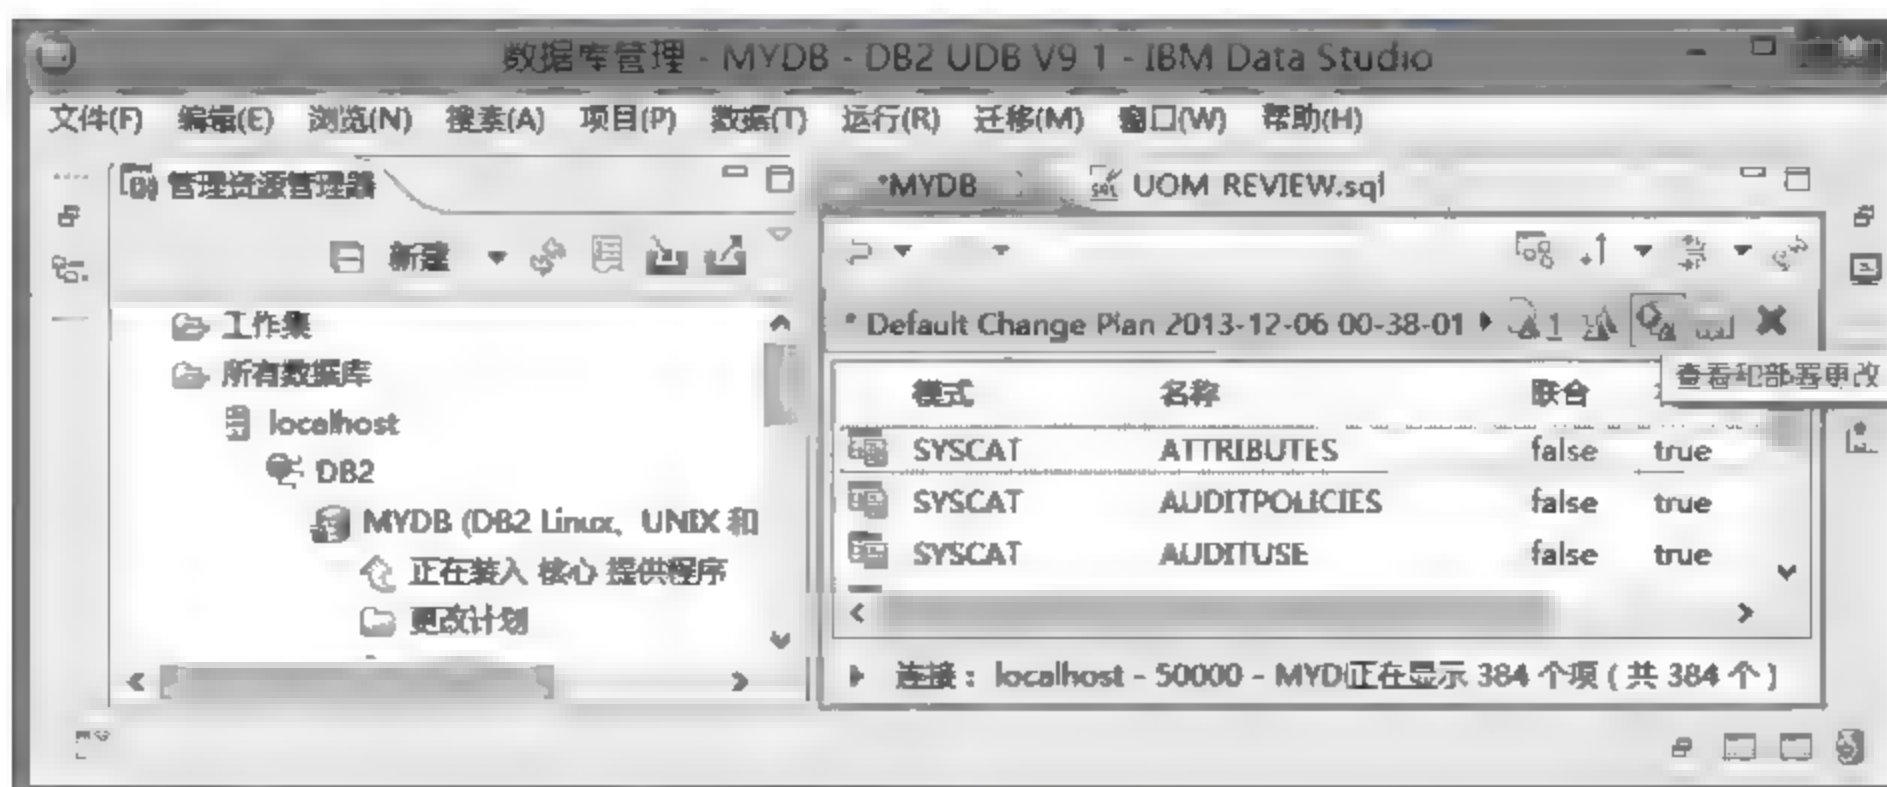 数据库管理 - MYDB - DB2 UDB V9 1 - IBM Data Studio
文件(F) 编辑(E) 浏览(N) 搜索(A) 项目(P) 数据(T) 运行(R) 迁移(M) 窗口(W) 帮助(H)
管理资源管理器
新建
工作集
所有数据库
localhost
DB2
MYDB (DB2 Linux, UNIX 和
正在装入 核心 提供程序
更改计划
*MYDB
UOM REVIEW.sql
* Default Change Plan 2013-12-06 00-38-01
1
查看和部署更改
模式 名称 联合
SYSCAT ATTRIBUTES false true
SYSCAT AUDITPOLICIES false true
SYSCAT AUDITUSE false true
连接: localhost - 50000 - MYD
正在显示 384 个项 ( 共 384 个 )